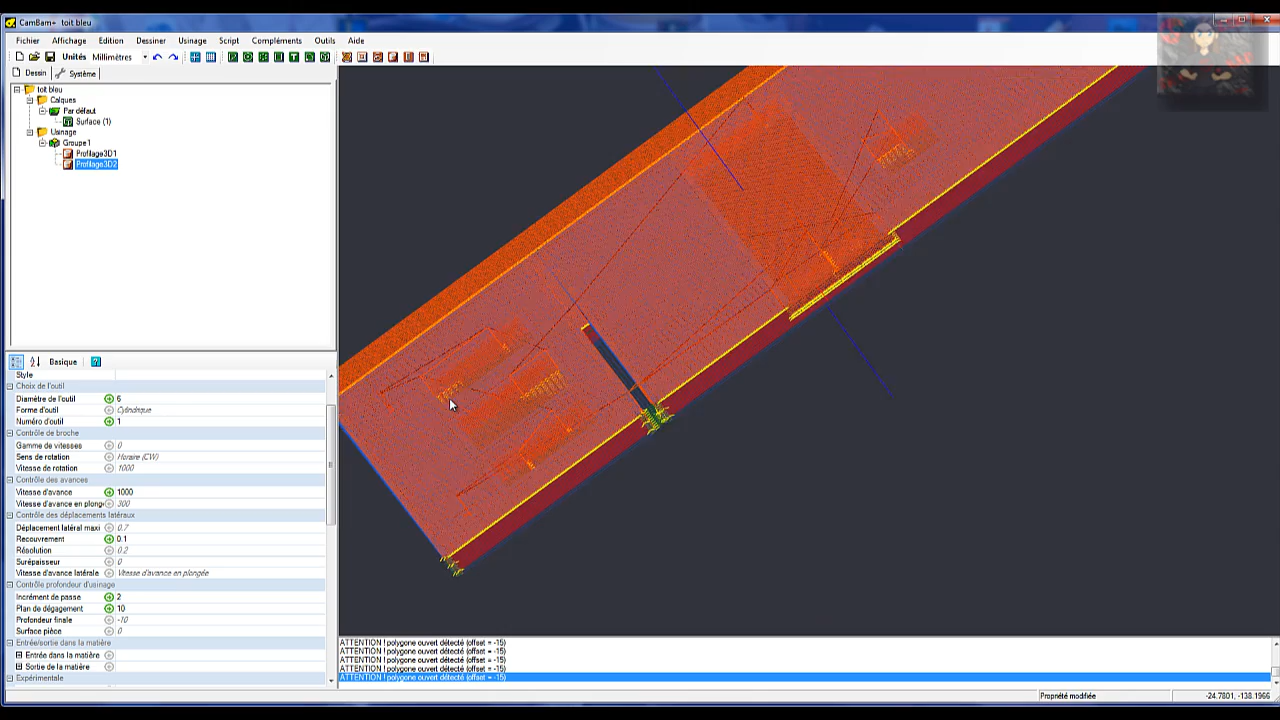 CamBam+ toit bleu
Fichier Affichage Edition Dessiner Usinage Script Compléments Outils Aide
Unités Millimètres
Dessin Système
toit bleu
Calques
Par défaut
Surface (1)
Usinage
Groupe1
Profilage3D1
Profilage3D2
Basique
Style
Choix de l'outil
Diamètre de l'outil 6
Forme d'outil Cylindrique
Numéro d'outil 1
Contrôle de broche
Gamme de vitesses 0
Sens de rotation Horaire (CW)
Vitesse de rotation 1000
Contrôle des avances
Vitesse d'avance 1000
Vitesse d'avance en plong 300
Contrôle des déplacements latéraux
Déplacement latéral maxi 0.7
Recouvrement 0.1
Résolution 0.2
Surépaisseur 0
Vitesse d'avance latérale Vitesse d'avance en plongée
Contrôle profondeur d'usinage
Incrément de passe 2
Plan de dégagement 10
Profondeur finale -10
Surface pièce 0
Entrée/sortie dans la matière
Entrée dans la matière
Sortie de la matière
Expérimentale
ATTENTION ! polygone ouvert détecté (offset = -15)
ATTENTION ! polygone ouvert détecté (offset = -15)
ATTENTION ! polygone ouvert détecté (offset = -15)
ATTENTION ! polygone ouvert détecté (offset = -15)
ATTENTION ! polygone ouvert détecté (offset = -15)
Propriété modifiée -24.7801, -138.1966